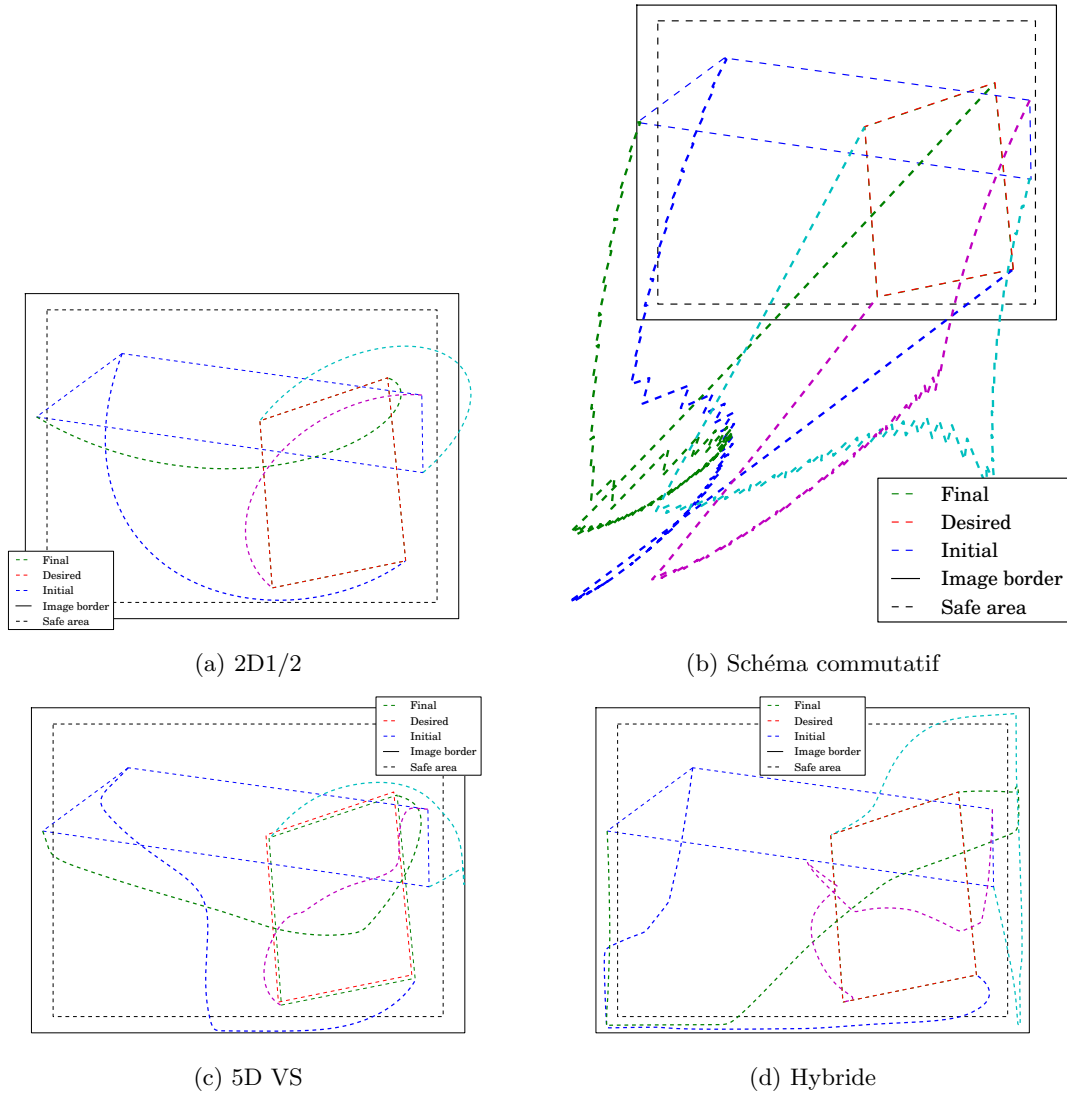 Final
Desired
Initial
Image border
Safe area
(a) 2D1/2
Final
Desired
Initial
Image border
Safe area
(b) Schéma commutatif
Final
Desired
Initial
Image border
Safe area
(c) 5D VS
Final
Desired
Initial
Image border
Safe area
(d) Hybride